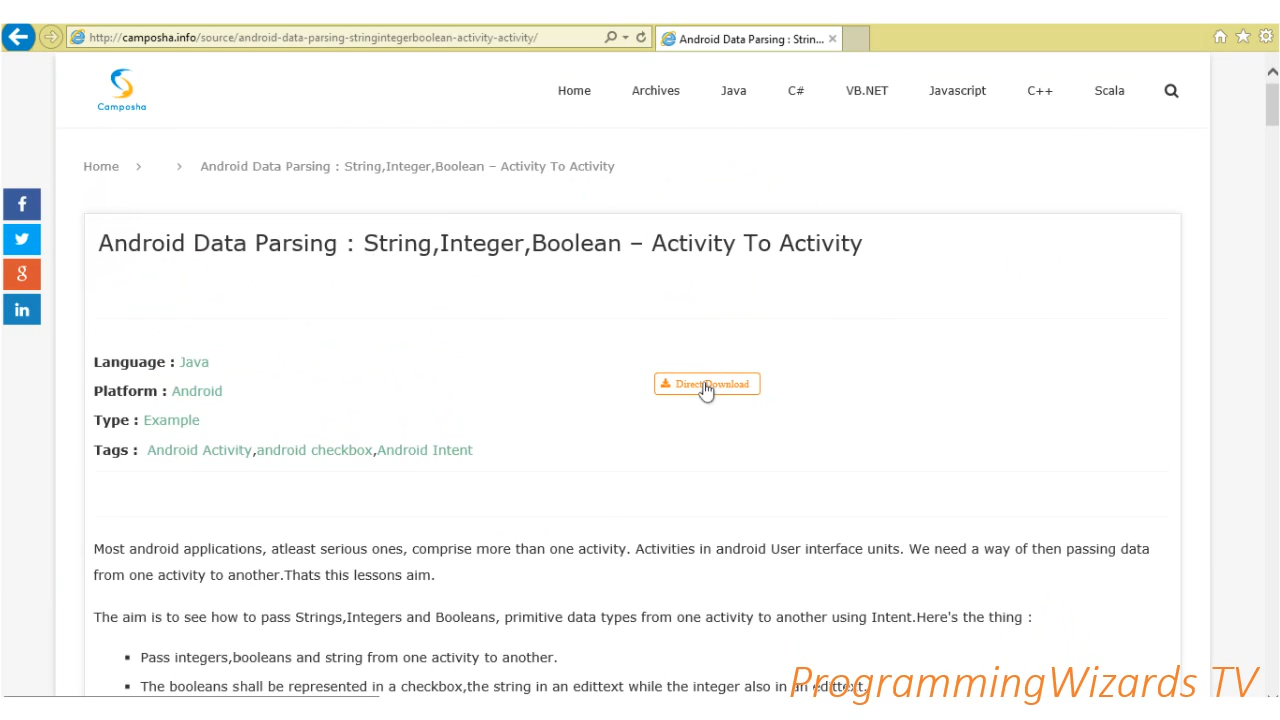 http://camposha.info/source/android-data-parsing-stringintegerboolean-activity-activity/
Android Data Parsing : Strin...
Camposha
Home Archives Java C# VB.NET Javascript C++ Scala
Home > > Android Data Parsing : String,Integer,Boolean – Activity To Activity
f
8
in
Android Data Parsing : String,Integer,Boolean – Activity To Activity
Language : Java
Direct Download
Platform : Android
Type : Example
Tags : Android Activity,android checkbox,Android Intent
Most android applications, atleast serious ones, comprise more than one activity. Activities in android User interface units. We need a way of then passing data
from one activity to another.Thats this lessons aim.
The aim is to see how to pass Strings,Integers and Booleans, primitive data types from one activity to another using Intent.Here's the thing :
▪ Pass integers,booleans and string from one activity to another.
▪ The booleans shall be represented in a checkbox,the string in an edittext while the integer also in an edittext.
ProgrammingWizards TV